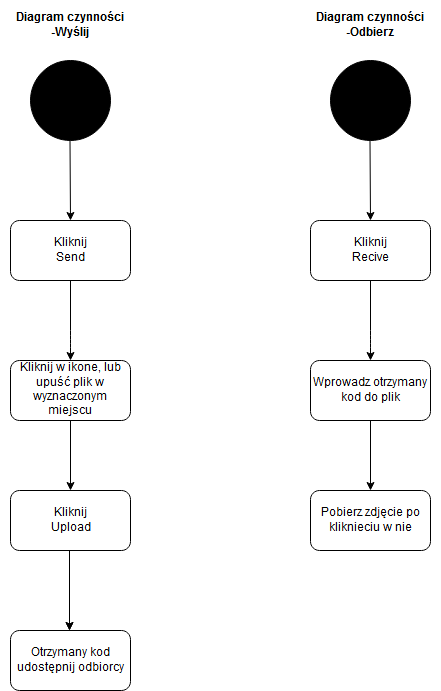 Diagram czynności
-Wyślij
Kliknij
Send
Kliknij w ikone, lub
upuść plik w
wyznaczonym
miejscu
Kliknij
Upload
Otrzymany kod
udostępnij odbiorcy
Diagram czynności
-Odbierz
Kliknij
Recive
Wprowadz otrzymany
kod do plik
Pobierz zdjęcie po
kliknieciu w nie